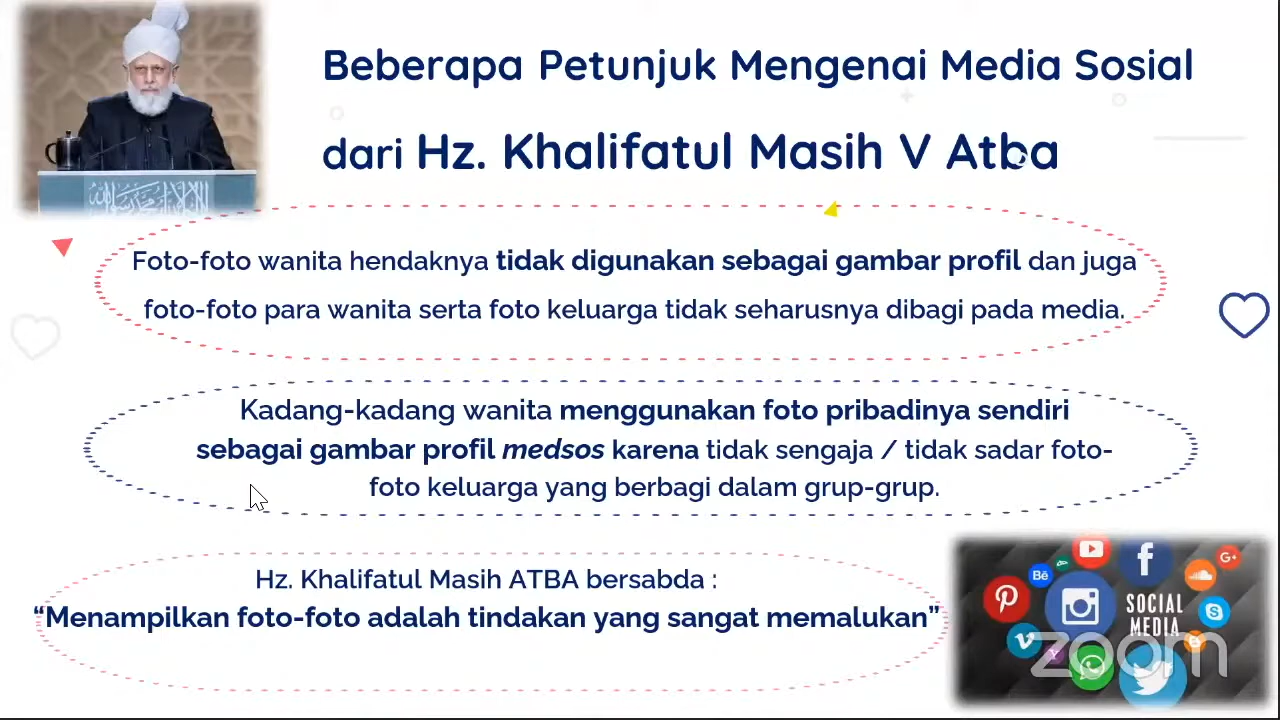 Beberapa Petunjuk Mengenai Media Sosial
dari Hz. Khalifatul Masih V Atba
Foto-foto wanita hendaknya tidak digunakan sebagai gambar profil dan juga
foto-foto para wanita serta foto keluarga tidak seharusnya dibagi pada media.
Kadang-kadang wanita menggunakan foto pribadinya sendiri
sebagai gambar profil medsos karena tidak sengaja / tidak sadar foto-
foto keluarga yang berbagi dalam grup-grup.
Hz. Khalifatul Masih ATBA bersabda :
“Menampilkan foto-foto adalah tindakan yang sangat memalukan”
Bē
G+
SOCIAL
MEDIA
zoom